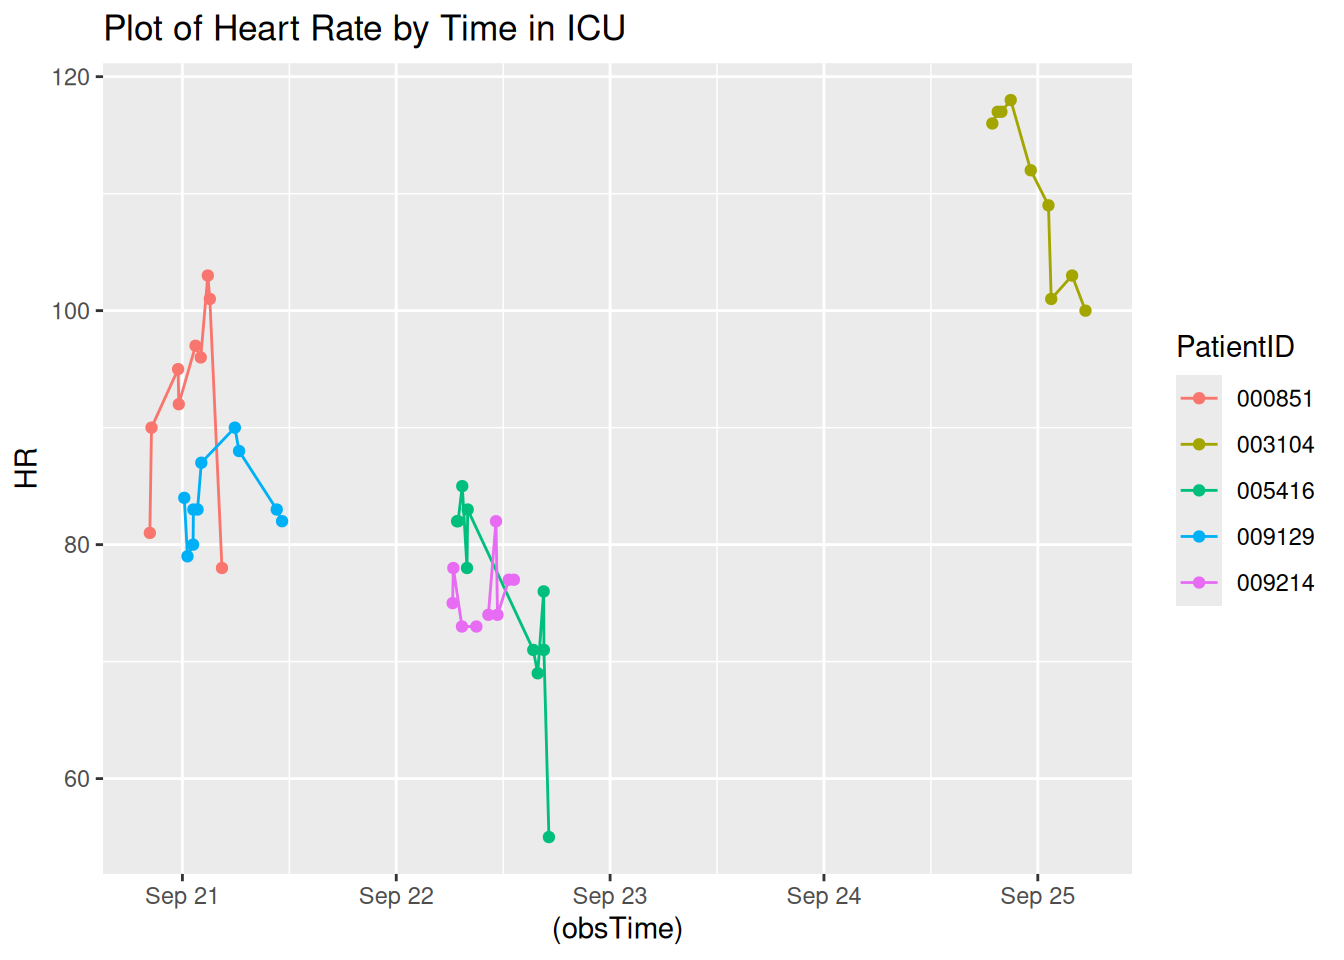 Plot of Heart Rate by Time in ICU
120
100
80
60
HR
Sep 21 Sep 22 Sep 23 Sep 24 Sep 25
(obsTime)
PatientID
000851
003104
005416
009129
009214